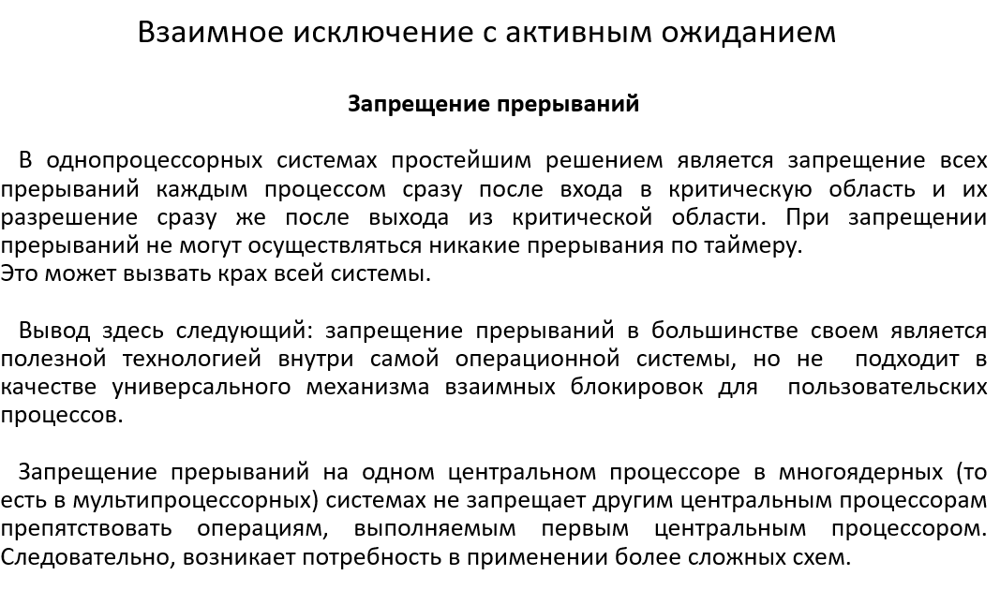 Взаимное исключение с активным ожиданием
Запрещение прерываний
В однопроцессорных системах простейшим решением является запрещение всех
прерываний каждым процессом сразу после входа в критическую область и их
разрешение сразу же после выхода из критической области. При запрещении
прерываний не могут осуществляться никакие прерывания по таймеру.
Это может вызвать крах всей системы.
Вывод здесь следующий: запрещение прерываний в большинстве своем является
полезной технологией внутри самой операционной системы, но не подходит в
качестве универсального механизма взаимных блокировок для пользовательских
процессов.
Запрещение прерываний на одном центральном процессоре в многоядерных (то
есть в мультипроцессорных) системах не запрещает другим центральным процессорам
препятствовать операциям, выполняемым первым центральным процессором.
Следовательно, возникает потребность в применении более сложных схем.